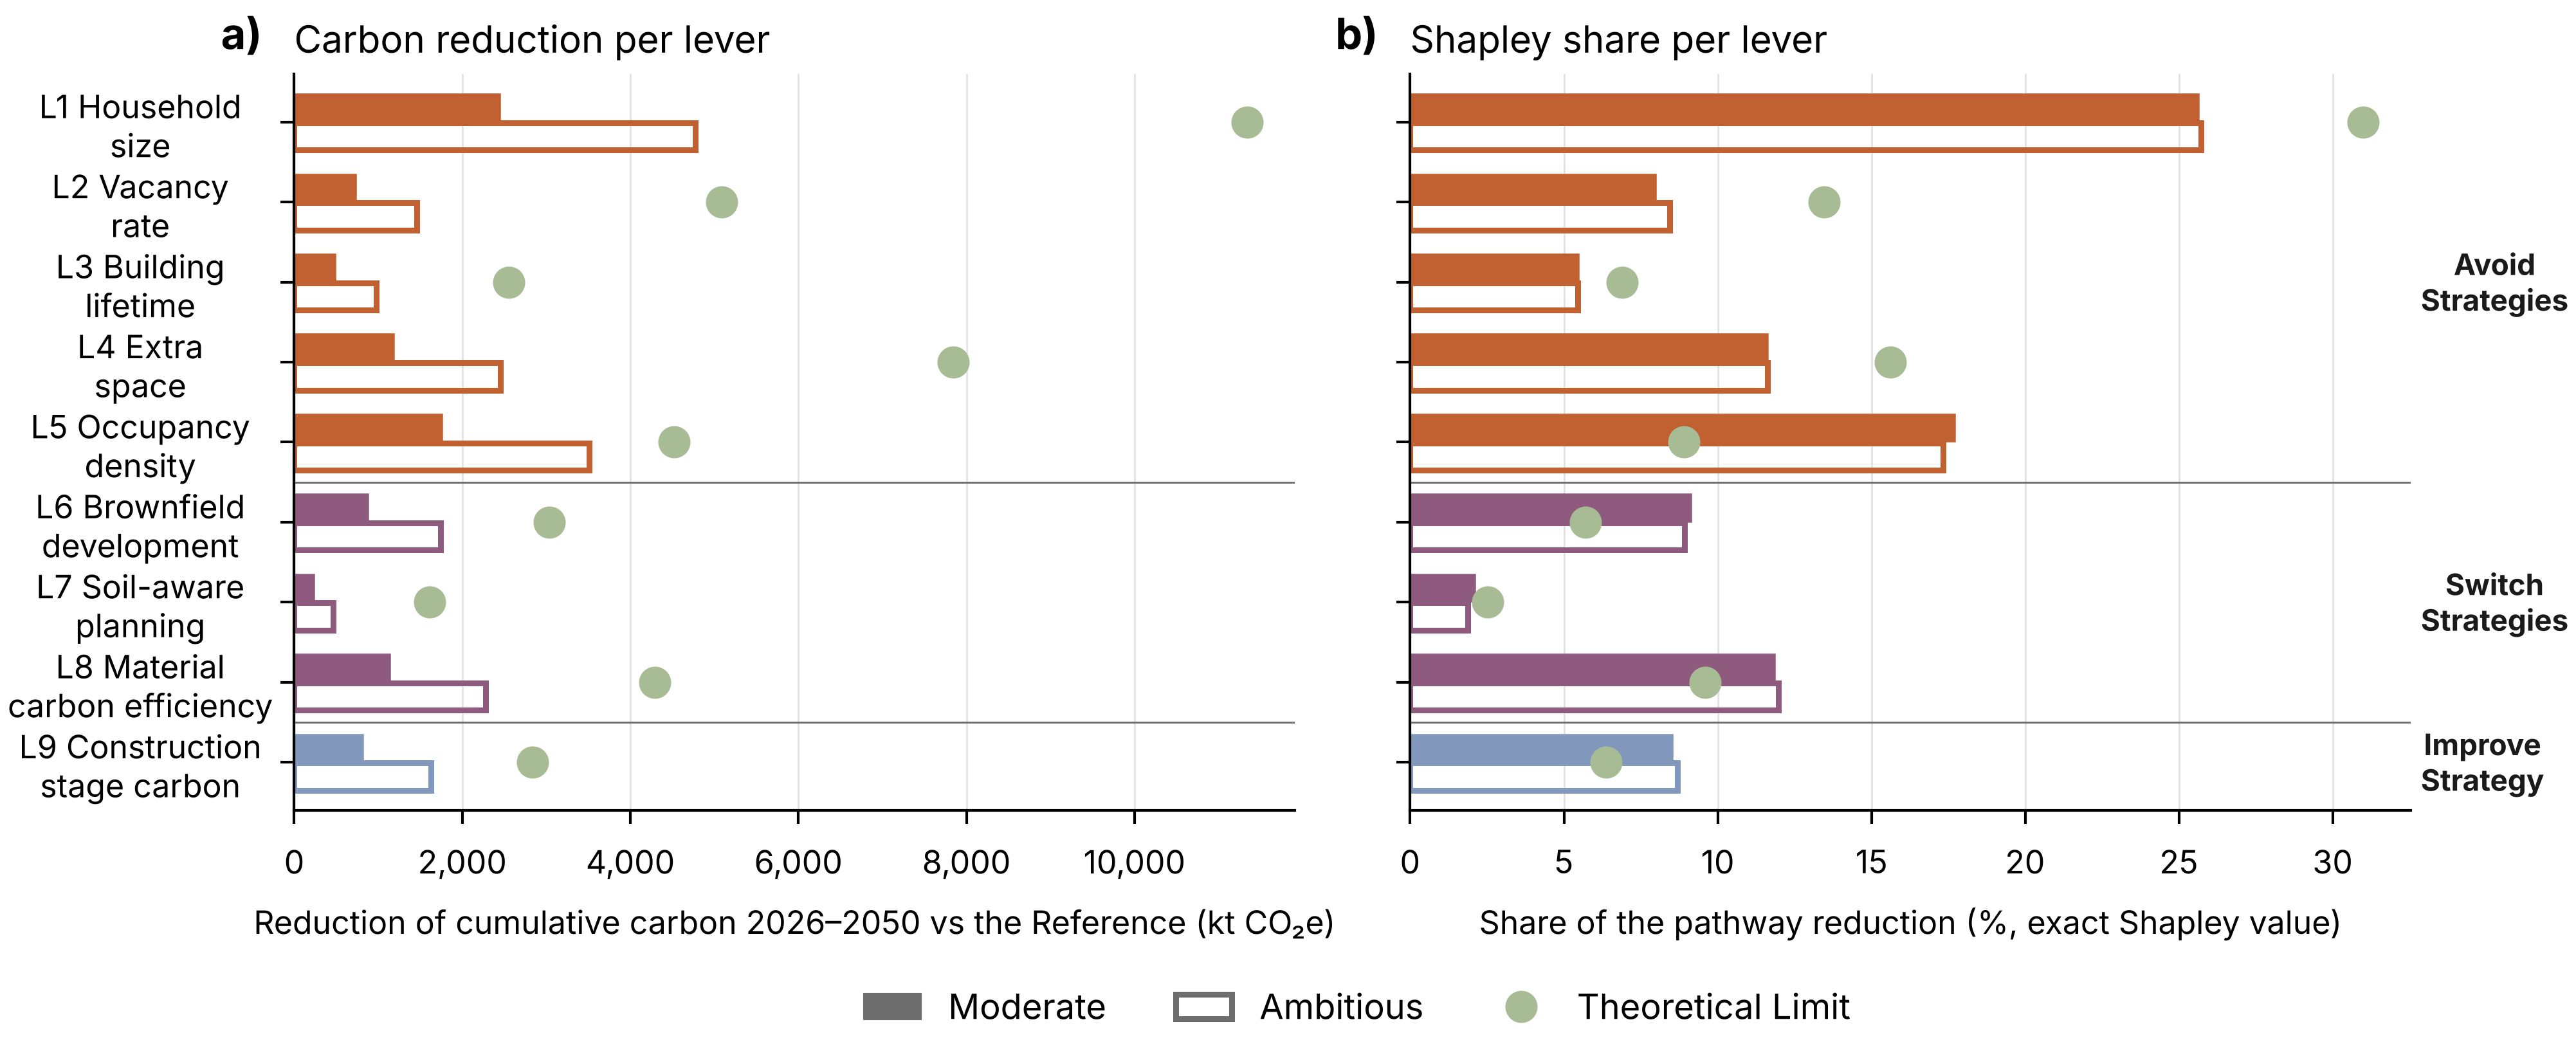 a) Carbon reduction per lever
L1 Household
size
L2 Vacancy
rate
L3 Building
lifetime
L4 Extra
space
L5 Occupancy
density
L6 Brownfield
development
L7 Soil-aware
planning
L8 Material
carbon efficiency
L9 Construction
stage carbon
0 2,000 4,000 6,000 8,000 10,000
Reduction of cumulative carbon 2026–2050 vs the Reference (kt CO₂e)
b) Shapley share per lever
Avoid
Strategies
Switch
Strategies
Improve
Strategy
0 5 10 15 20 25 30
Share of the pathway reduction (%, exact Shapley value)
Moderate Ambitious Theoretical Limit